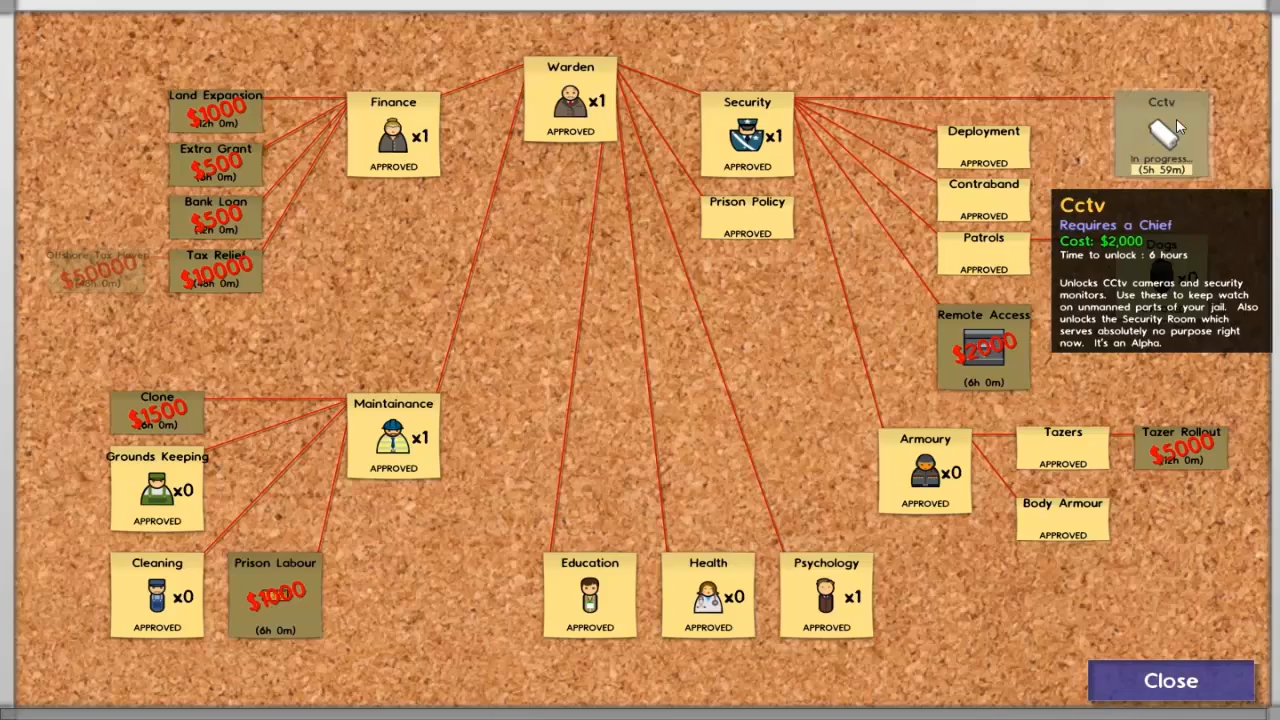 Warden
x1
APPROVED
Finance
x1
APPROVED
Land Expansion
$1000
Extra Grant
$500
Bank Loan
$500
Tax Relief
$10000
Offshore Tax Haven
$50000
Security
x1
APPROVED
Prison Policy
APPROVED
Deployment
APPROVED
Contraband
APPROVED
Patrols
APPROVED
Remote Access
$2000
(6h 0m)
Cctv
In progress...
(5h 59m)
Cctv
Requires a Chief
Cost: $2,000
Time to unlock : 6 hours
Unlocks CCtv cameras and security
monitors. Use these to keep watch
on unmanned parts of your jail. Also
unlocks the Security Room which
serves absolutely no purpose right
now. It's an Alpha.
Dogs
x0
Maintainance
x1
APPROVED
Clone
$1500
Grounds Keeping
x0
APPROVED
Cleaning
x0
APPROVED
Prison Labour
$1000
(6h 0m)
Education
APPROVED
Health
x0
APPROVED
Psychology
x1
APPROVED
Armoury
x0
APPROVED
Tazers
APPROVED
Tazer Rollout
$5000
Body Armour
APPROVED
Close